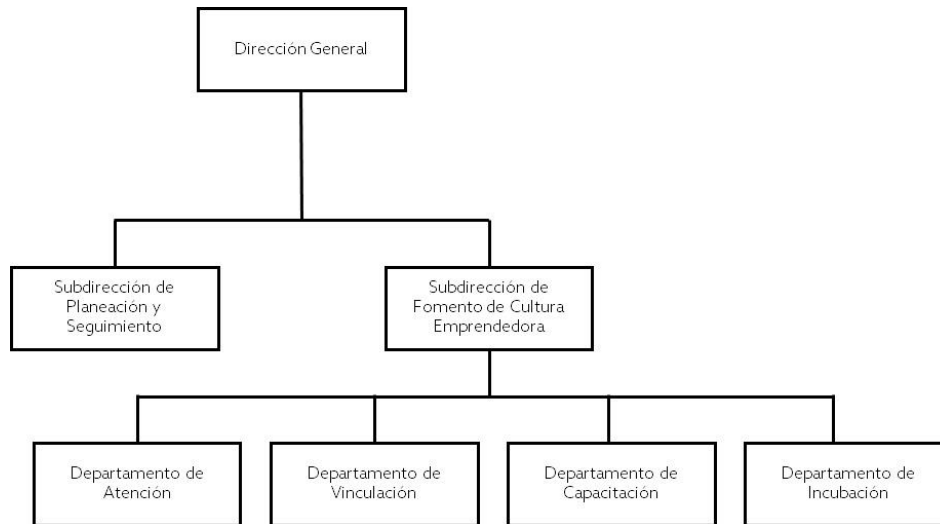 Dirección General
Subdirección de
Planeación y
Seguimiento
Subdirección de
Fomento de Cultura
Emprendedora
Departamento de
Atención
Departamento de
Vinculación
Departamento de
Capacitación
Departamento de
Incubación